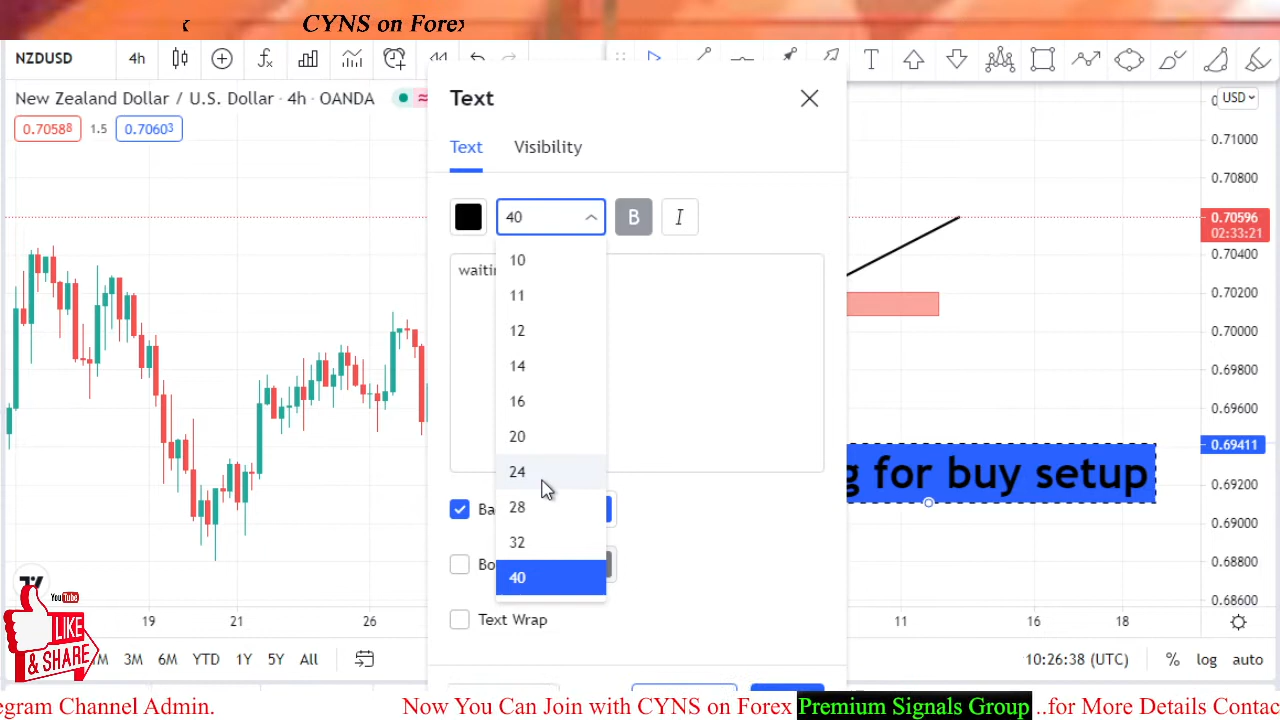 CYNS on Forex
NZDUSD
4h
New Zealand Dollar / U.S. Dollar · 4h · OANDA
0.70588
1.5
0.70603
Text
Text
Visibility
40
B
I
10
11
12
14
16
20
24
28
32
40
waitin
Ba
Bo
Text Wrap
g for buy setup
USD
0.71000
0.70800
0.70596
02:33:21
0.70400
0.70200
0.70000
0.69800
0.69600
0.69411
0.69200
0.69000
0.68800
0.68600
19
21
26
11
16
18
YouTube
LIKE
& SHARE
M
3M
6M
YTD
1Y
5Y
All
10:26:38 (UTC)
%
log
auto
egram Channel Admin.
Now You Can Join with CYNS on Forex Premium Signals Group ..for More Details Contac